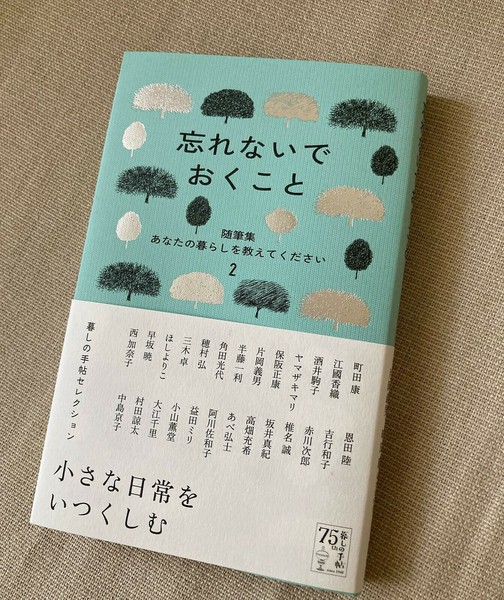 忘れないで
おくこと
随筆集
あなたの暮らしを教えてください
2
町田 康
江國香織
酒井駒子
ヤマザキマリ
保阪正康
片岡義男
半藤一利
角田光代
穂村 弘
三木 卓
ほしよりこ
早坂 暁
西 加奈子
恩田 陸
吉行和子
赤川次郎
椎名 誠
坂井真紀
高畑充希
あべ弘士
阿川佐和子
益田ミリ
小山薫堂
大江千里
村田諒太
中島京子
暮しの手帖セレクション
小さな日常を
いつくしむ
75th
暮しの手帖
since 1948